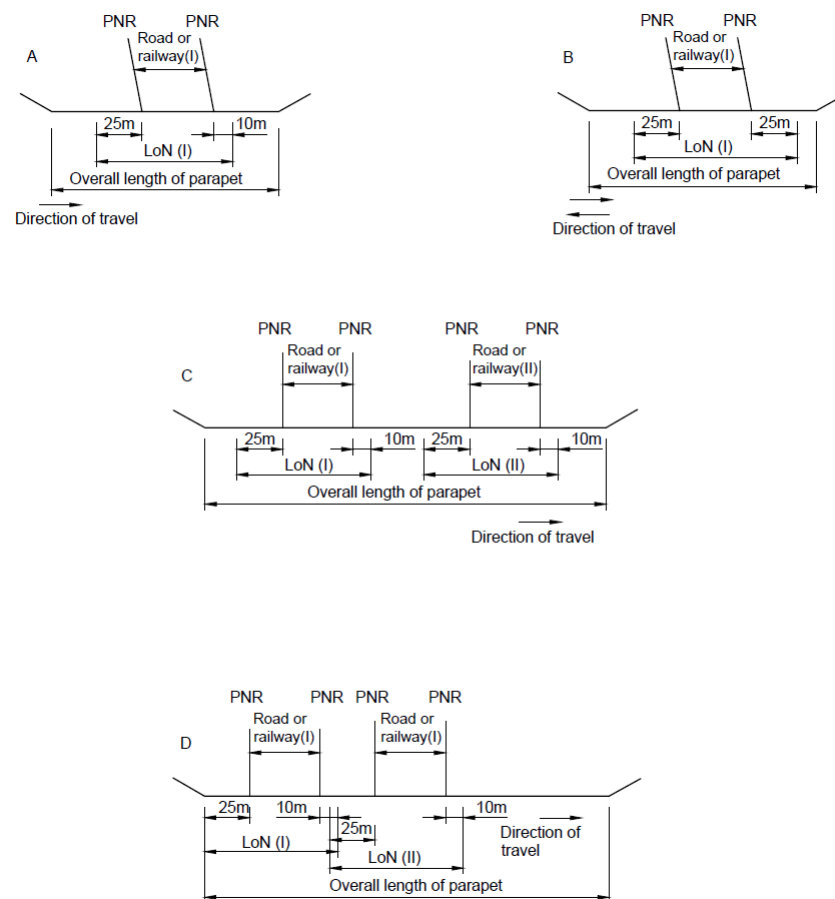 PNR PNR
Road or
railway(I)
A
25m 10m
LoN (I)
Overall length of parapet
Direction of travel
PNR PNR
Road or
railway(I)
B
25m 25m
LoN (I)
Overall length of parapet
Direction of travel
PNR PNR PNR PNR
Road or Road or
railway(I) railway(II)
C
25m 10m 25m 10m
LoN (I) LoN (II)
Overall length of parapet
Direction of travel
PNR PNR PNR PNR
Road or Road or
railway(I) railway(I)
D
25m 10m 10m
25m Direction of
LoN (I) travel
LoN (II)
Overall length of parapet